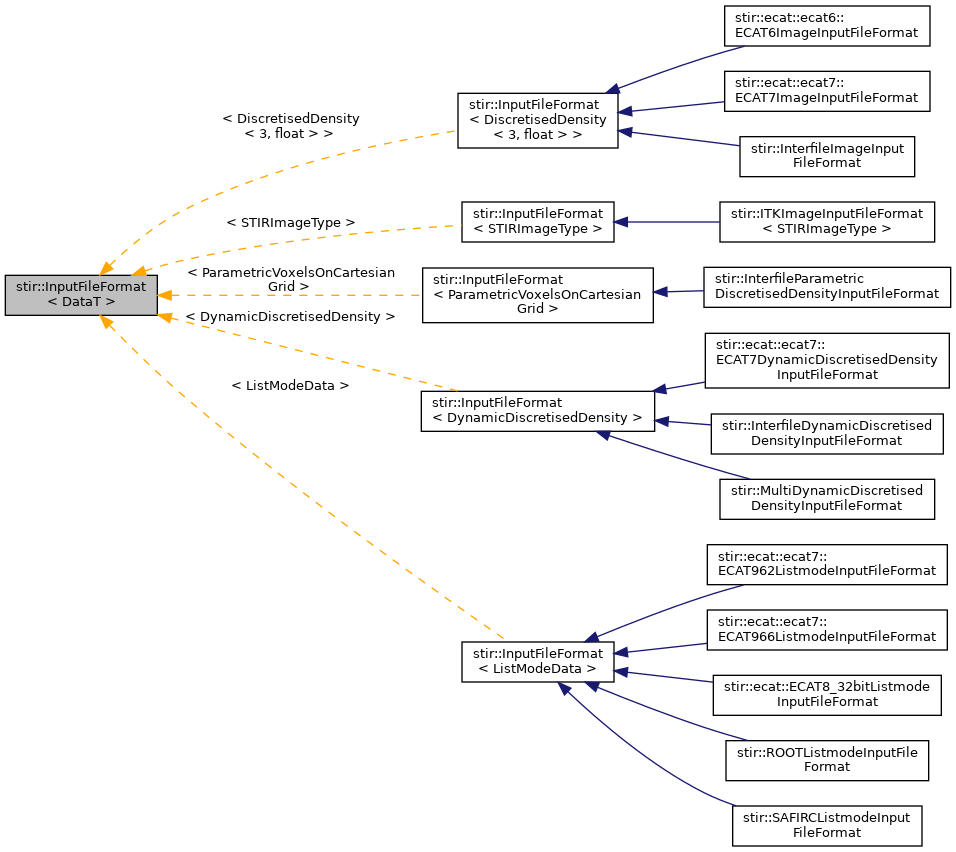 stir::ecat::ecat6::
ECAT6ImageInputFileFormat
stir::ecat::ecat7::
ECAT7ImageInputFileFormat
stir::InterfileImageInput
FileFormat
stir::InputFileFormat
< DiscretisedDensity
< 3, float > >
< DiscretisedDensity
< 3, float > >
stir::ITKImageInputFileFormat
< STIRImageType >
stir::InputFileFormat
< STIRImageType >
< STIRImageType >
stir::InterfileParametric
DiscretisedDensityInputFileFormat
stir::InputFileFormat
< ParametricVoxelsOnCartesian
Grid >
< ParametricVoxelsOnCartesian
Grid >
stir::InputFileFormat
< DataT >
< DynamicDiscretisedDensity >
stir::ecat::ecat7::
ECAT7DynamicDiscretisedDensity
InputFileFormat
stir::InputFileFormat
< DynamicDiscretisedDensity >
stir::InterfileDynamicDiscretised
DensityInputFileFormat
stir::MultiDynamicDiscretised
DensityInputFileFormat
< ListModeData >
stir::ecat::ecat7::
ECAT962ListmodeInputFileFormat
stir::ecat::ecat7::
ECAT966ListmodeInputFileFormat
stir::InputFileFormat
< ListModeData >
stir::ecat::ECAT8_32bitListmode
InputFileFormat
stir::ROOTListmodeInputFile
Format
stir::SAFIRCListmodeInput
FileFormat